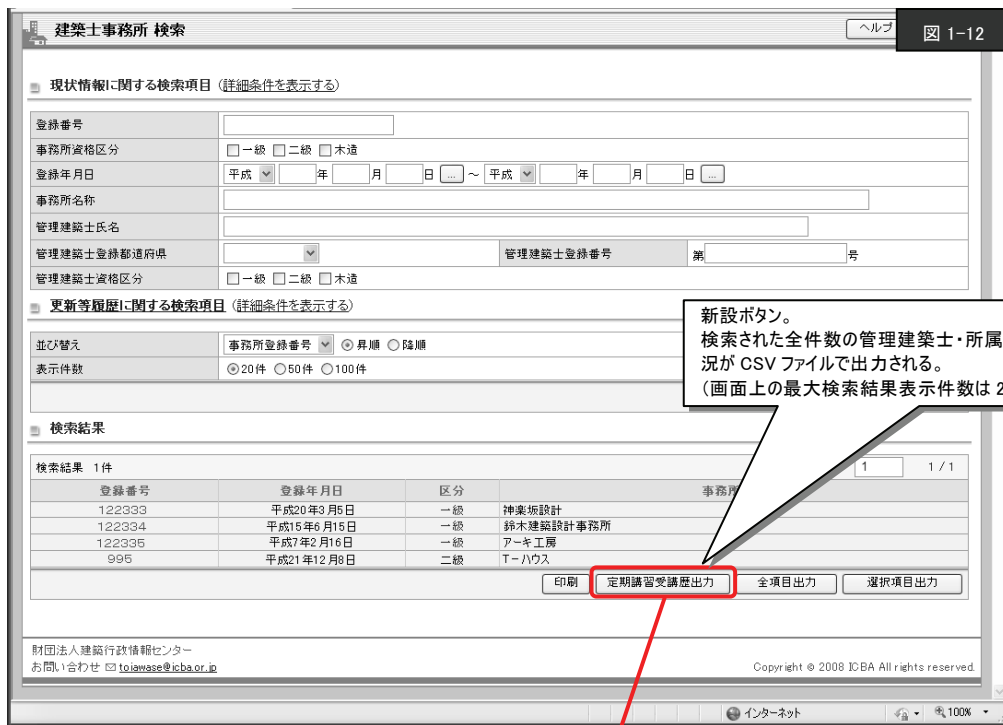 建築士事務所 検索
ヘルプ
図 1-12
現状情報に関する検索項目 (詳細条件を表示する)
登録番号
事務所資格区分 一級 二級 木造
登録年月日 平成 年 月 日 ... ～ 平成 年 月 日 ...
事務所名称
管理建築士氏名
管理建築士登録都道府県 管理建築士登録番号 第 号
管理建築士資格区分 一級 二級 木造
更新等履歴に関する検索項目 (詳細条件を表示する)
並び替え 事務所登録番号 昇順 降順
表示件数 20件 50件 100件
新設ボタン。
検索された全件数の管理建築士・所属
況が CSV ファイルで出力される。
（画面上の最大検索結果表示件数は 2
検索結果
検索結果 1件 1 1 / 1
登録番号 登録年月日 区分 事務所
122333 平成20年3月5日 一級 神楽坂設計
122334 平成15年6月15日 一級 鈴木建築設計事務所
122335 平成7年2月16日 一級 アーキ工房
995 平成21年12月8日 二級 T－ハウス
印刷 定期講習受講歴出力 全項目出力 選択項目出力
財団法人建築行政情報センター
お問い合わせ toiawase@icba.or.jp
Copyright © 2008 ICBA All rights reserved.
インターネット 100%